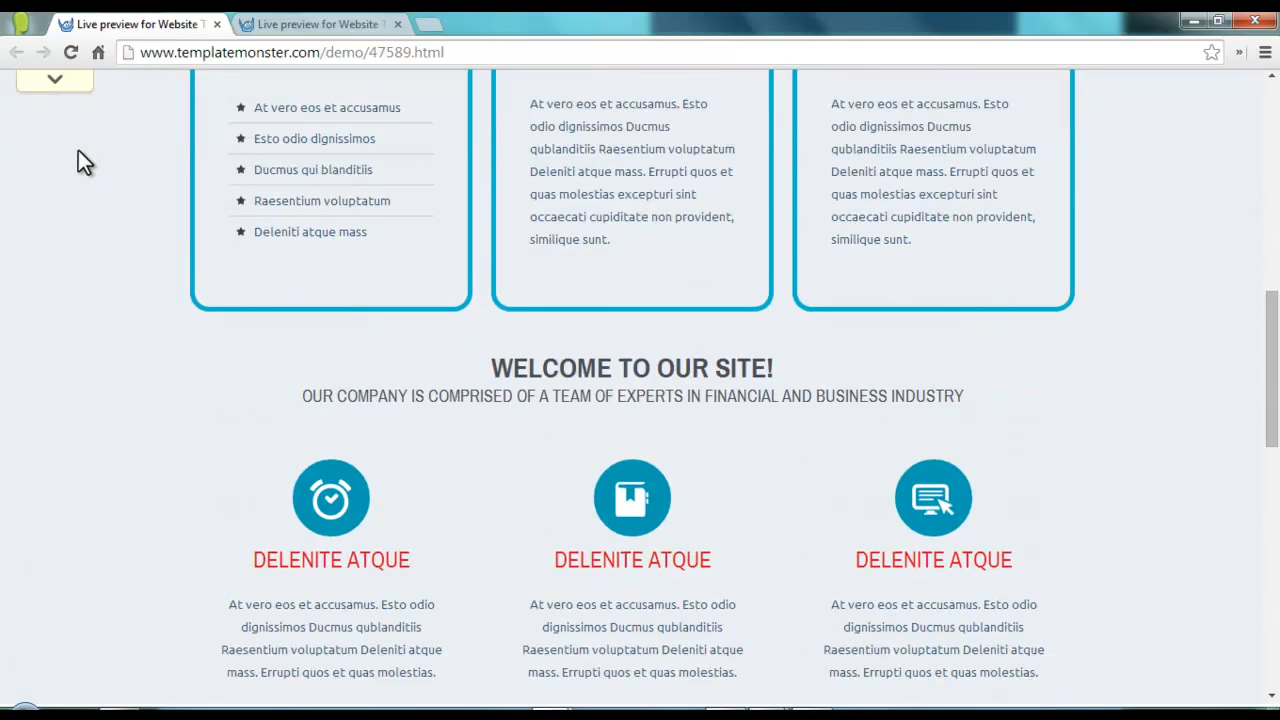 Live preview for Website T
Live preview for Website T
www.templatemonster.com/demo/47589.html
At vero eos et accusamus
Esto odio dignissimos
Ducmus qui blanditiis
Raesentium voluptatum
Deleniti atque mass
At vero eos et accusamus. Esto
odio dignissimos Ducmus
qublanditiis Raesentium voluptatum
Deleniti atque mass. Errupti quos et
quas molestias excepturi sint
occaecati cupiditate non provident,
similique sunt.
At vero eos et accusamus. Esto
odio dignissimos Ducmus
qublanditiis Raesentium voluptatum
Deleniti atque mass. Errupti quos et
quas molestias excepturi sint
occaecati cupiditate non provident,
similique sunt.
WELCOME TO OUR SITE!
OUR COMPANY IS COMPRISED OF A TEAM OF EXPERTS IN FINANCIAL AND BUSINESS INDUSTRY
DELENITE ATQUE
At vero eos et accusamus. Esto odio
dignissimos Ducmus qublanditiis
Raesentium voluptatum Deleniti atque
mass. Errupti quos et quas molestias.
DELENITE ATQUE
At vero eos et accusamus. Esto odio
dignissimos Ducmus qublanditiis
Raesentium voluptatum Deleniti atque
mass. Errupti quos et quas molestias.
DELENITE ATQUE
At vero eos et accusamus. Esto odio
dignissimos Ducmus qublanditiis
Raesentium voluptatum Deleniti atque
mass. Errupti quos et quas molestias.